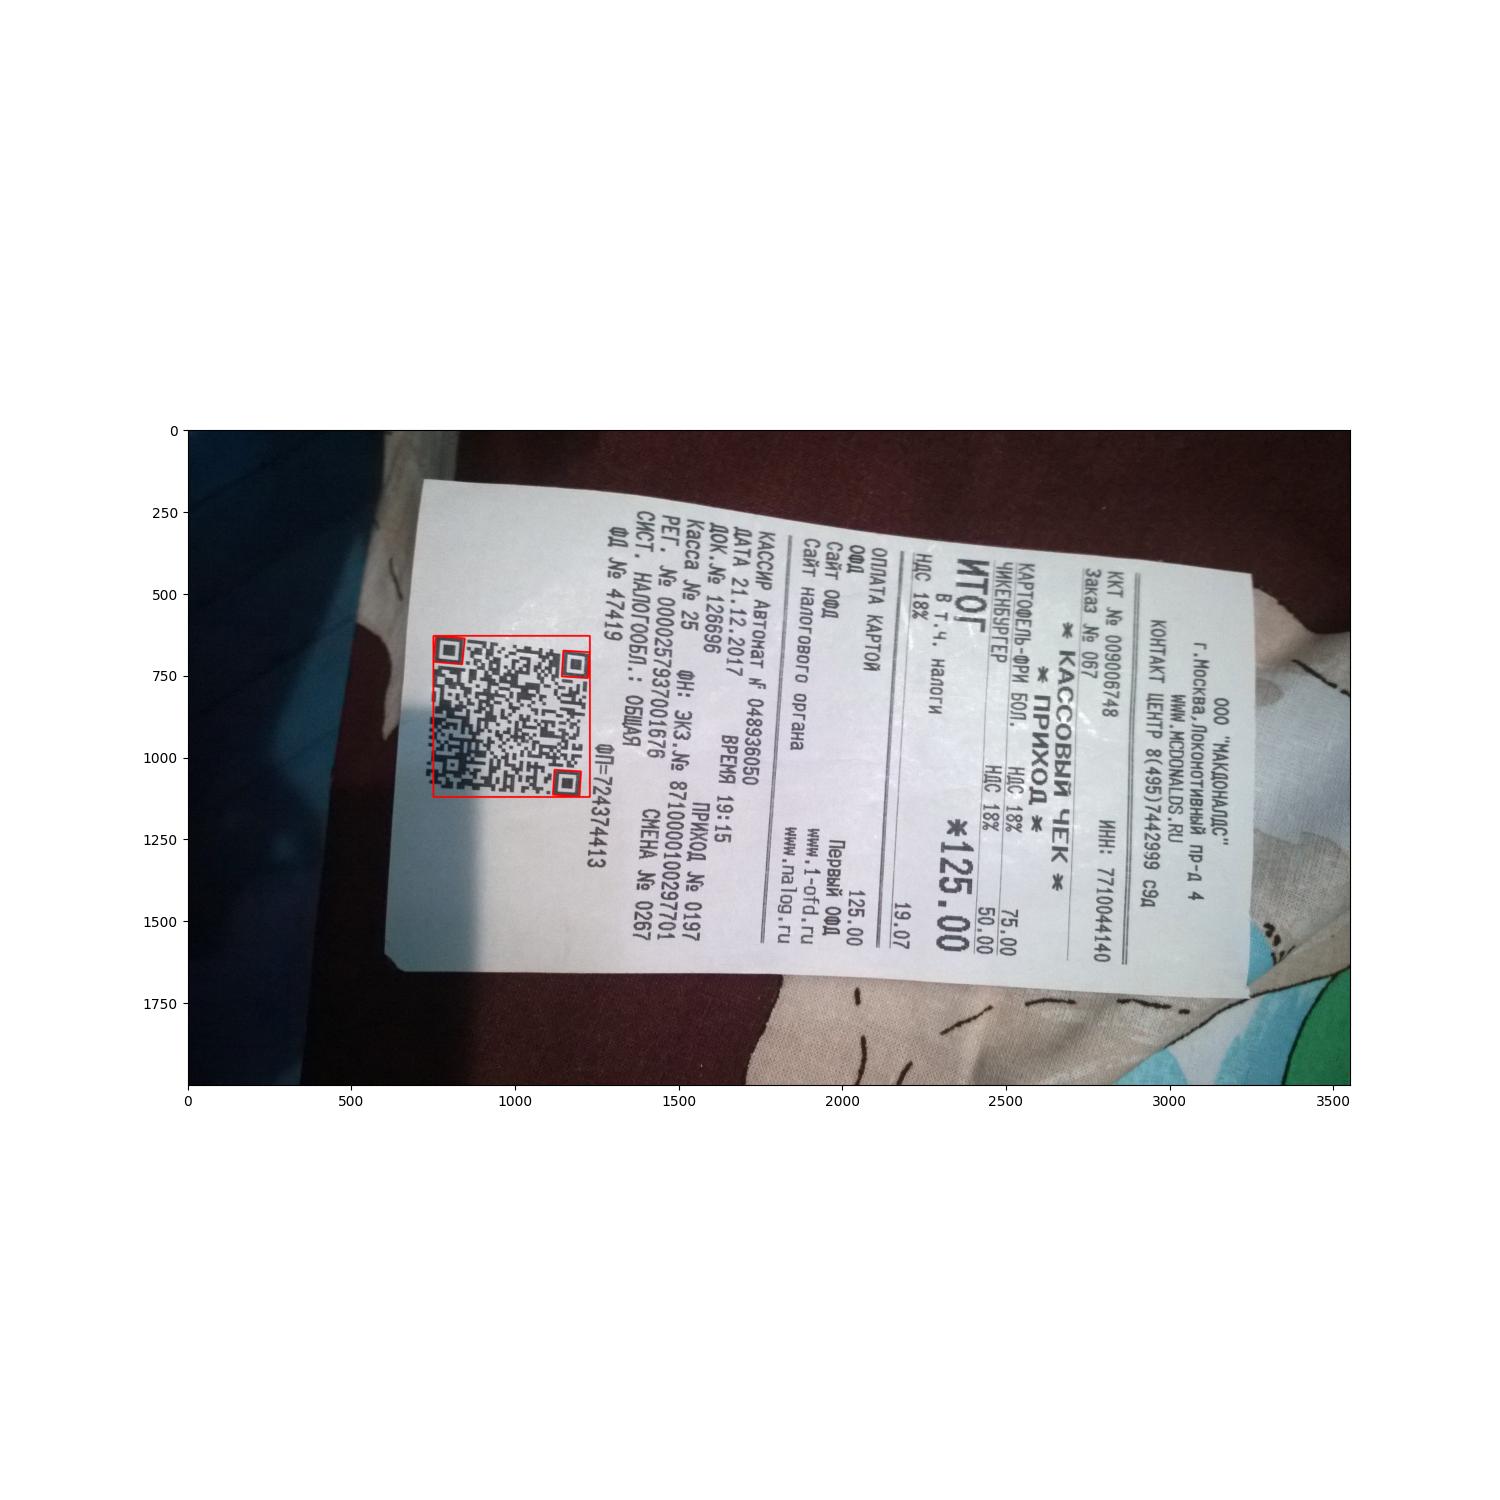 ООО "МАКДОНАЛДС"
г.Москва,Локомотивный пр-д 4
WWW.MCDONALDS.RU
КОНТАКТ ЦЕНТР 8(495)7442999 с9д
ККТ № 009006748 ИНН: 7710044140
Заказ № 067
* КАССОВЫЙ ЧЕК *
* ПРИХОД *
КАРТОФЕЛЬ-ФРИ БОЛ. НДС 18% 75.00
ЧИКЕНБУРГЕР НДС 18% 50.00
ИТОГ *125.00
В т.ч. налоги
НДС 18% 19.07
ОПЛАТА КАРТОЙ 125.00
ОФД Первый ОФД
Сайт ОФД www.1-ofd.ru
Сайт налогового органа www.nalog.ru
КАССИР Автомат № 048936050
ДАТА 21.12.2017 ВРЕМЯ 19:15
ДОК.№ 126696 ПРИХОД № 0197
Касса № 25 ФН: ЭКЗ.№ 8710000100297701
РЕГ. № 0000257937001676 СМЕНА № 0267
СИСТ. НАЛОГООБЛ.: ОБЩАЯ
ФД № 47419 ФП=724374413
0
250
500
750
1000
1250
1500
1750
0 500 1000 1500 2000 2500 3000 3500